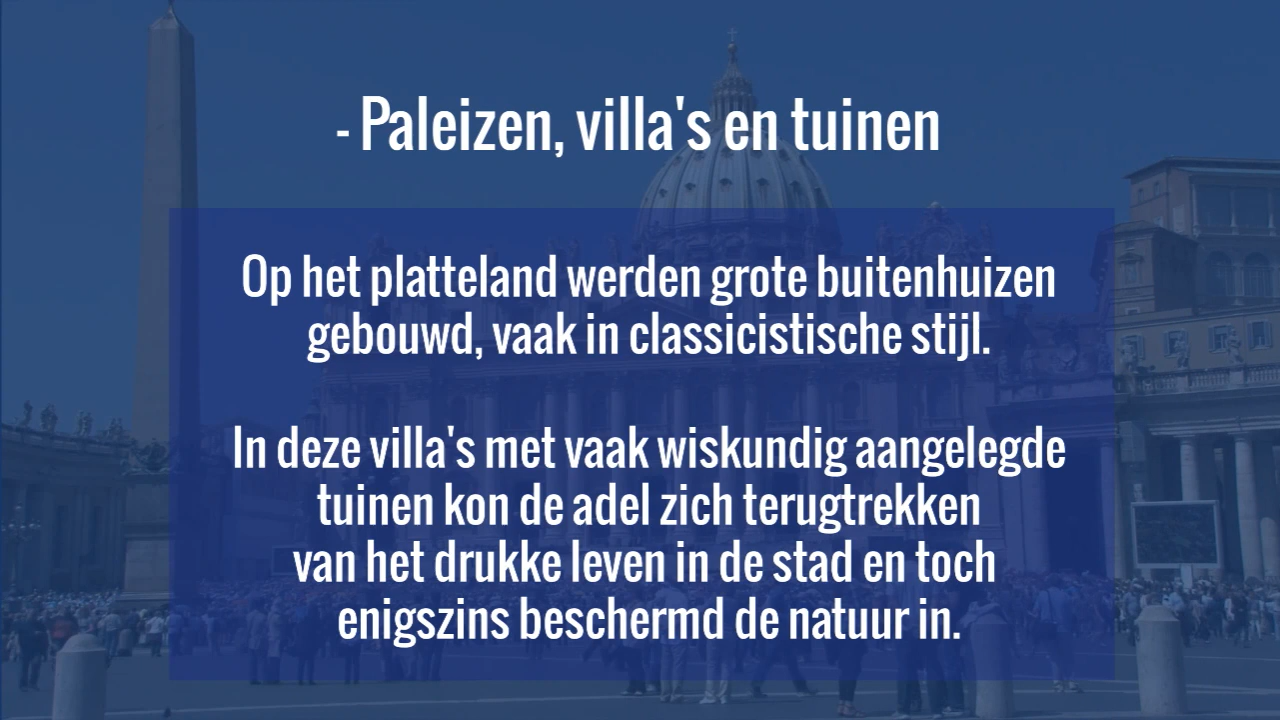 - Paleizen, villa's en tuinen
Op het platteland werden grote buitenhuizen
gebouwd, vaak in classicistische stijl.
In deze villa's met vaak wiskundig aangelegde
tuinen kon de adel zich terugtrekken
van het drukke leven in de stad en toch
enigszins beschermd de natuur in.